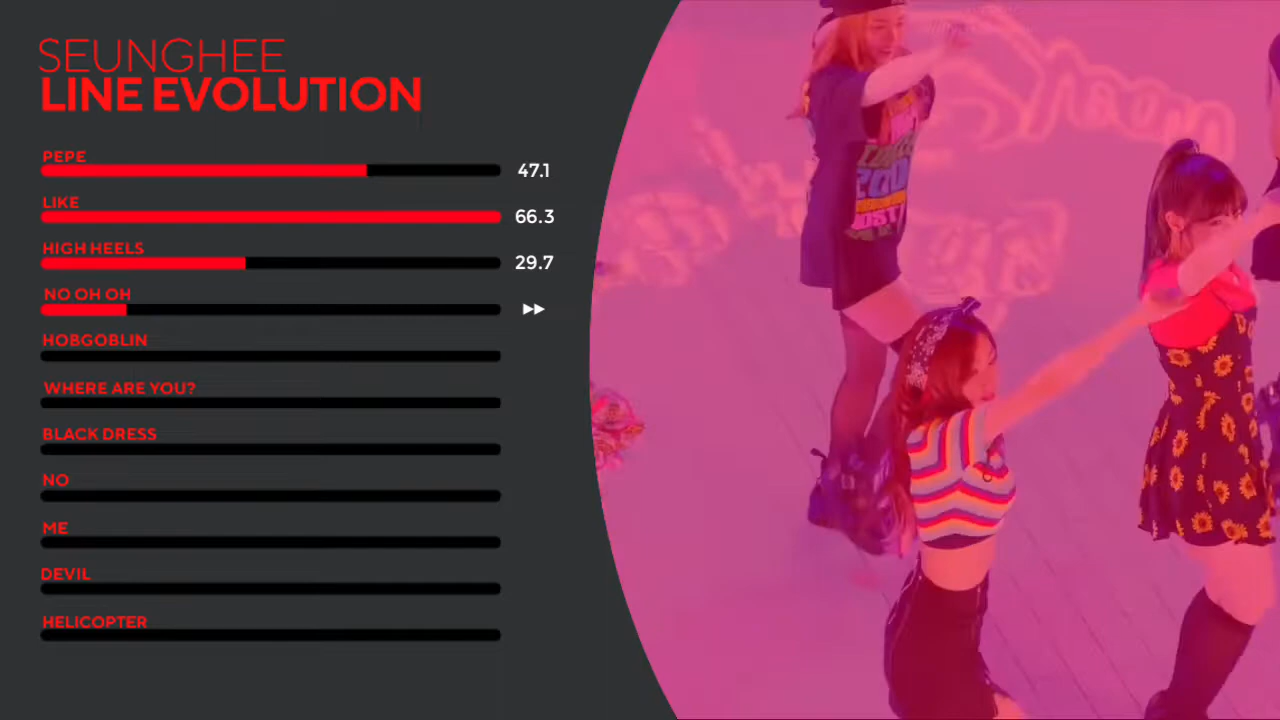 SEUNGHEE
LINE EVOLUTION
PEPE
47.1
LIKE
66.3
HIGH HEELS
29.7
NO OH OH
HOBGOBLIN
WHERE ARE YOU?
BLACK DRESS
NO
ME
DEVIL
HELICOPTER